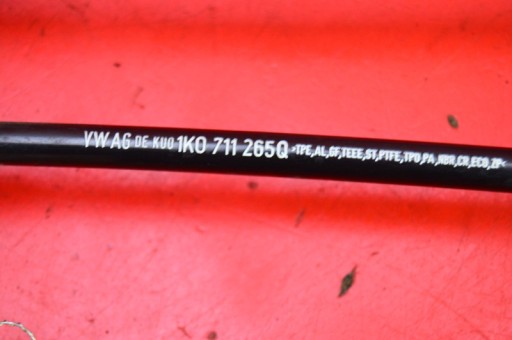 VW AG DE KUO 1K0 711 265Q >TPE,AL,GF,TEEE,ST,PTFE,TPO,PA,NBR,CR,ECO,ZP<